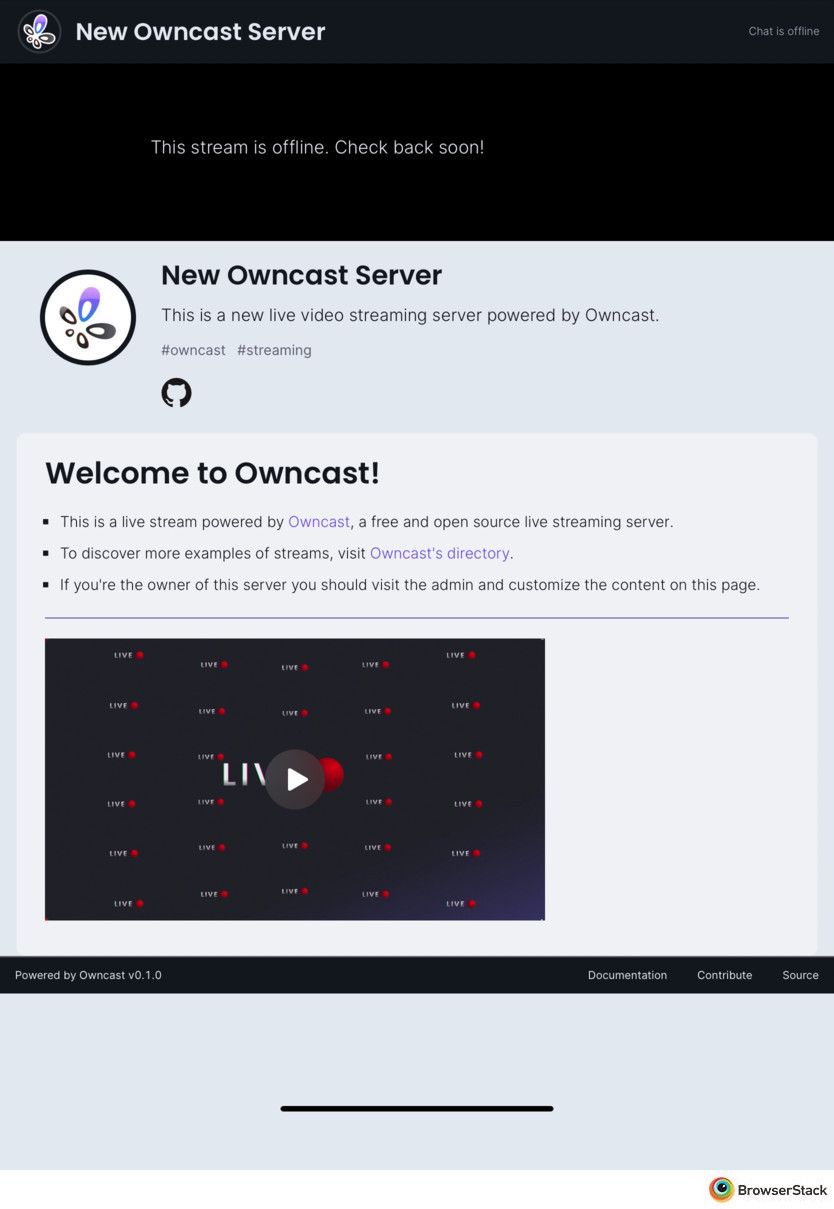 New Owncast Server
Chat is offline
This stream is offline. Check back soon!
New Owncast Server
This is a new live video streaming server powered by Owncast.
#owncast #streaming
Welcome to Owncast!
This is a live stream powered by Owncast, a free and open source live streaming server.
To discover more examples of streams, visit Owncast's directory.
If you're the owner of this server you should visit the admin and customize the content on this page.
LIVE LIVE LIVE LIVE LIVE
LIVE LIVE LIVE LIVE LIVE
LIVE LIVE LIVE LIVE
LIV
LIVE LIVE LIVE LIVE
LIVE LIVE LIVE LIVE LIVE
LIVE LIVE LIVE LIVE LIVE
Powered by Owncast v0.1.0
Documentation Contribute Source
BrowserStack